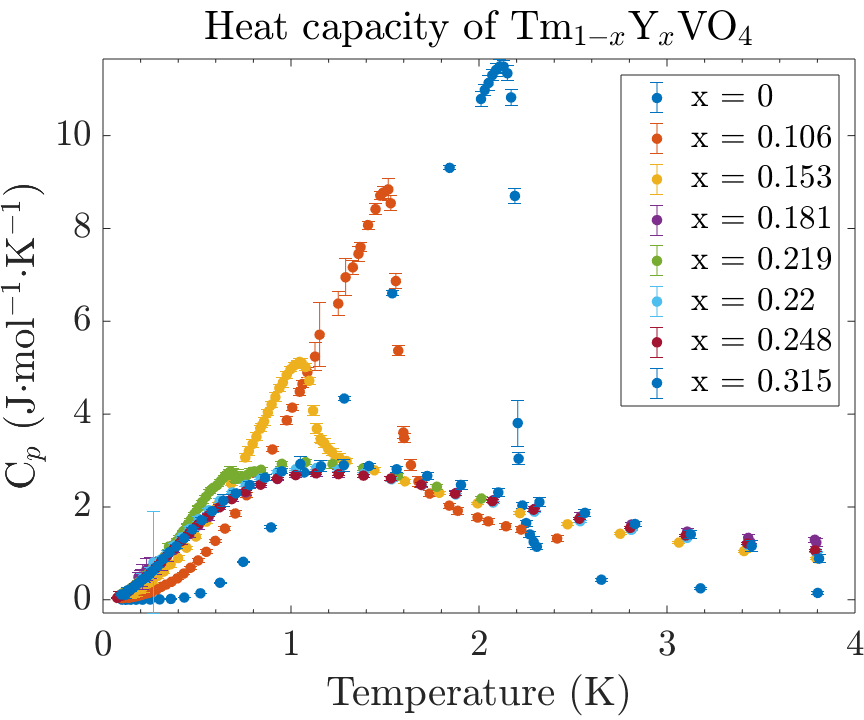 Heat capacity of Tm₁₋ₓYₓVO₄
Cₚ (J·mol⁻¹·K⁻¹)
10
8
6
4
2
0
0 1 2 3 4
Temperature (K)
x = 0
x = 0.106
x = 0.153
x = 0.181
x = 0.219
x = 0.22
x = 0.248
x = 0.315